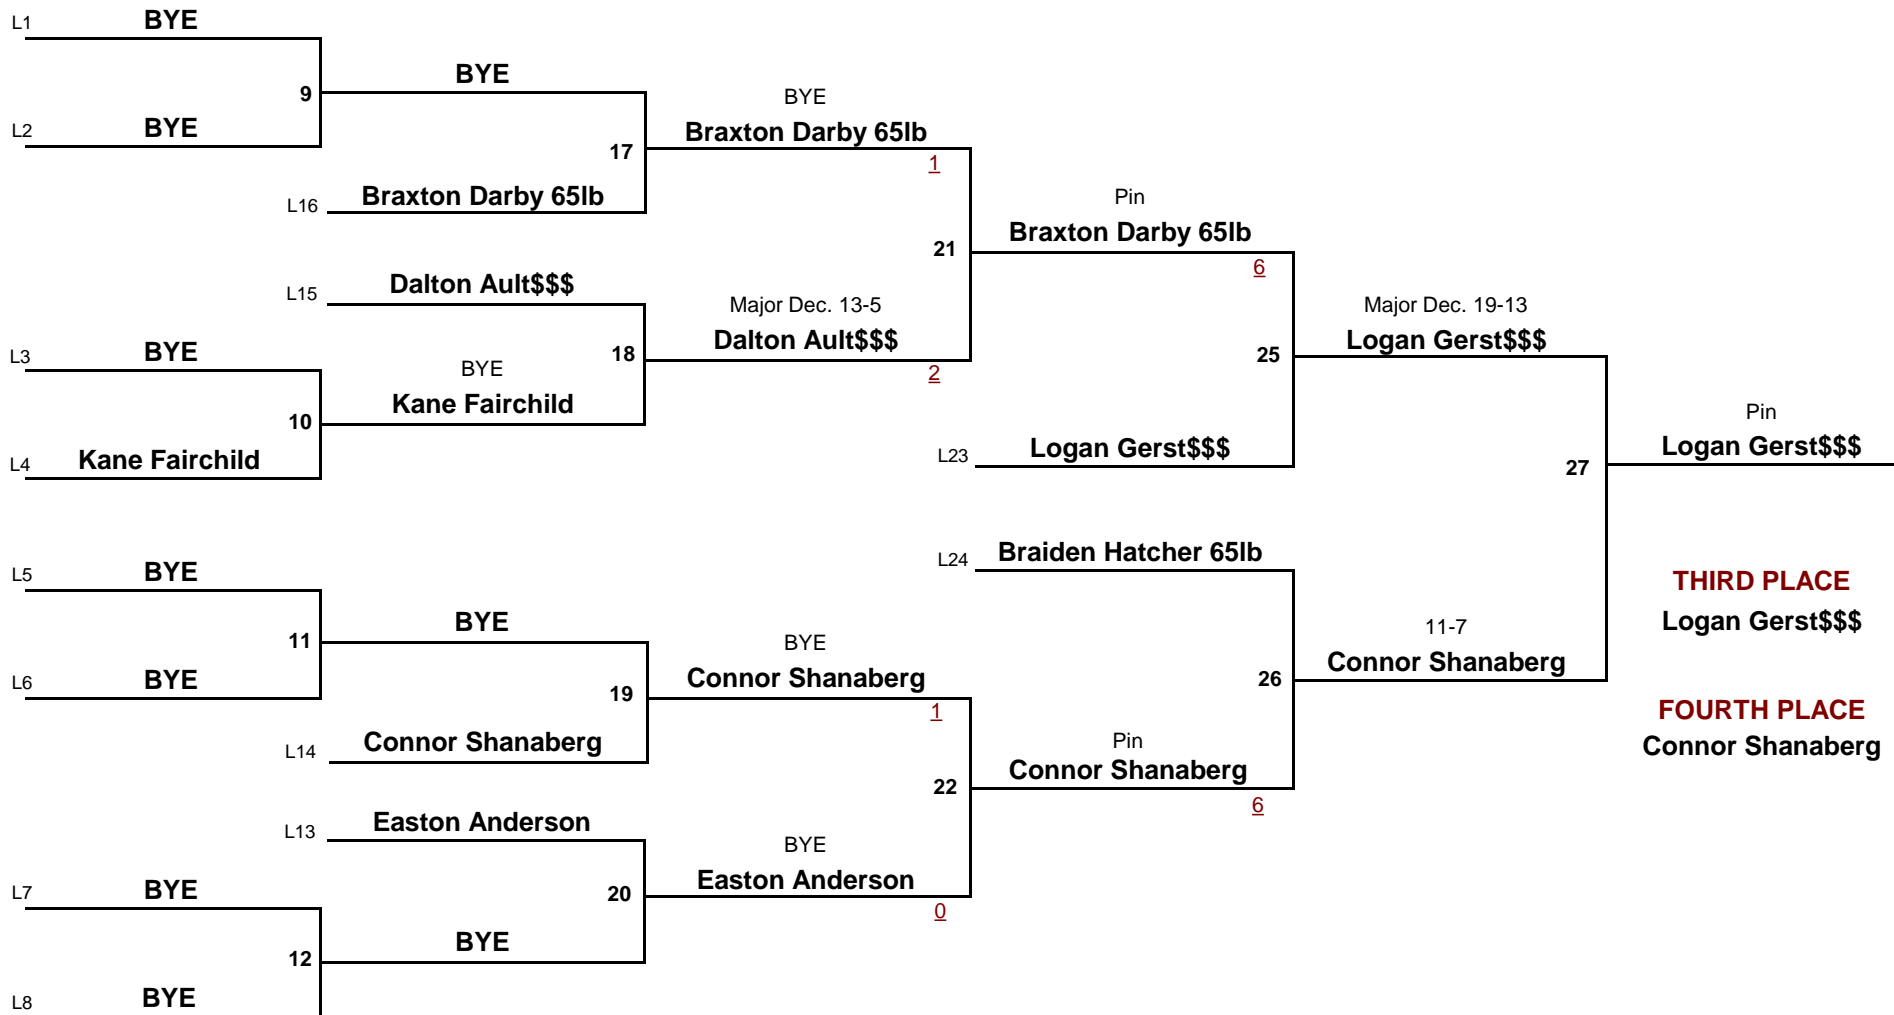 L1
BYE
9
L2
BYE
BYE
17
L16
Braxton Darby 65lb
BYE
Braxton Darby 65lb
1
L15
Dalton Ault$$$
L3
BYE
10
L4
Kane Fairchild
BYE
Kane Fairchild
18
Major Dec. 13-5
Dalton Ault$$$
2
21
Pin
Braxton Darby 65lb
6
25
L23
Logan Gerst$$$
Major Dec. 19-13
Logan Gerst$$$
L5
BYE
11
L6
BYE
BYE
19
L14
Connor Shanaberg
BYE
Connor Shanaberg
1
L13
Easton Anderson
L7
BYE
12
L8
BYE
BYE
20
BYE
Easton Anderson
0
22
Pin
Connor Shanaberg
6
L24
Braiden Hatcher 65lb
26
11-7
Connor Shanaberg
27
Pin
Logan Gerst$$$
THIRD PLACE
Logan Gerst$$$
FOURTH PLACE
Connor Shanaberg